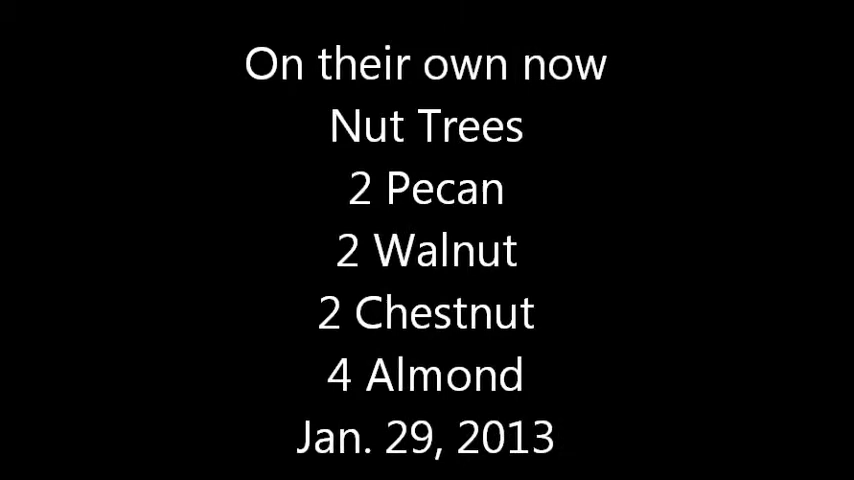 On their own now
Nut Trees
2 Pecan
2 Walnut
2 Chestnut
4 Almond
Jan. 29, 2013